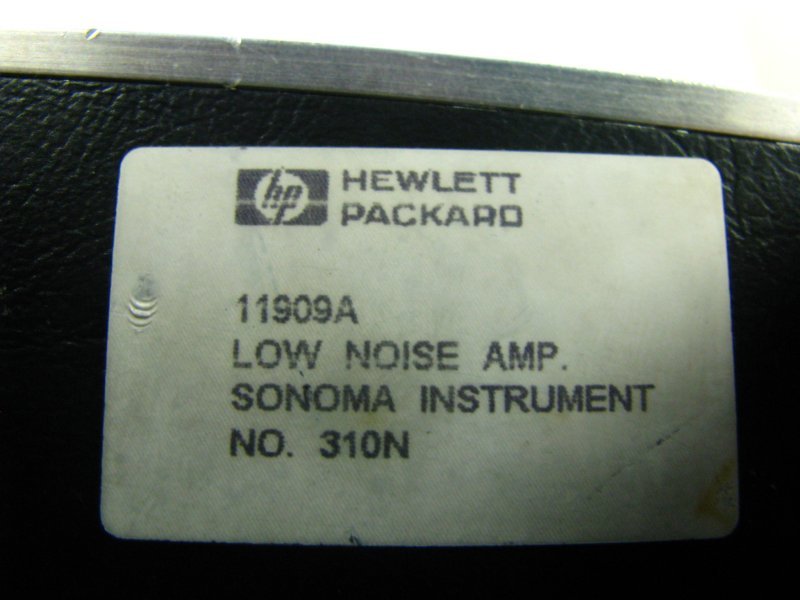 hp HEWLETT
PACKARD
11909A
LOW NOISE AMP.
SONOMA INSTRUMENT
NO. 310N